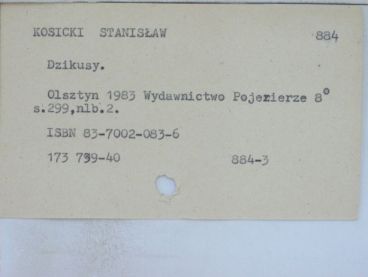 KOSICKI STANISŁAW 884
Dzikusy.
Olsztyn 1983 Wydawnictwo Pojezierze 8°
s.299,nlb.2.
ISBN 83-7002-083-6
173 799-40 884-3